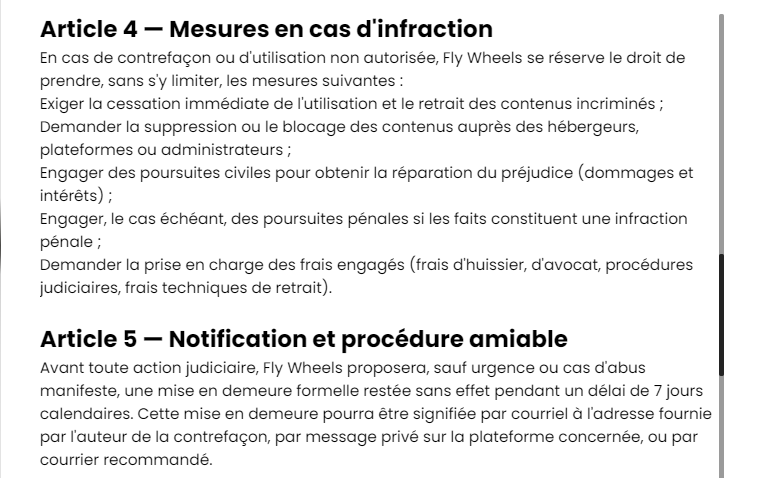 Article 4 — Mesures en cas d'infraction
En cas de contrefaçon ou d'utilisation non autorisée, Fly Wheels se réserve le droit de
prendre, sans s'y limiter, les mesures suivantes :
Exiger la cessation immédiate de l'utilisation et le retrait des contenus incriminés ;
Demander la suppression ou le blocage des contenus auprès des hébergeurs,
plateformes ou administrateurs ;
Engager des poursuites civiles pour obtenir la réparation du préjudice (dommages et
intérêts) ;
Engager, le cas échéant, des poursuites pénales si les faits constituent une infraction
pénale ;
Demander la prise en charge des frais engagés (frais d'huissier, d'avocat, procédures
judiciaires, frais techniques de retrait).
Article 5 — Notification et procédure amiable
Avant toute action judiciaire, Fly Wheels proposera, sauf urgence ou cas d'abus
manifeste, une mise en demeure formelle restée sans effet pendant un délai de 7 jours
calendaires. Cette mise en demeure pourra être signifiée par courriel à l'adresse fournie
par l'auteur de la contrefaçon, par message privé sur la plateforme concernée, ou par
courrier recommandé.